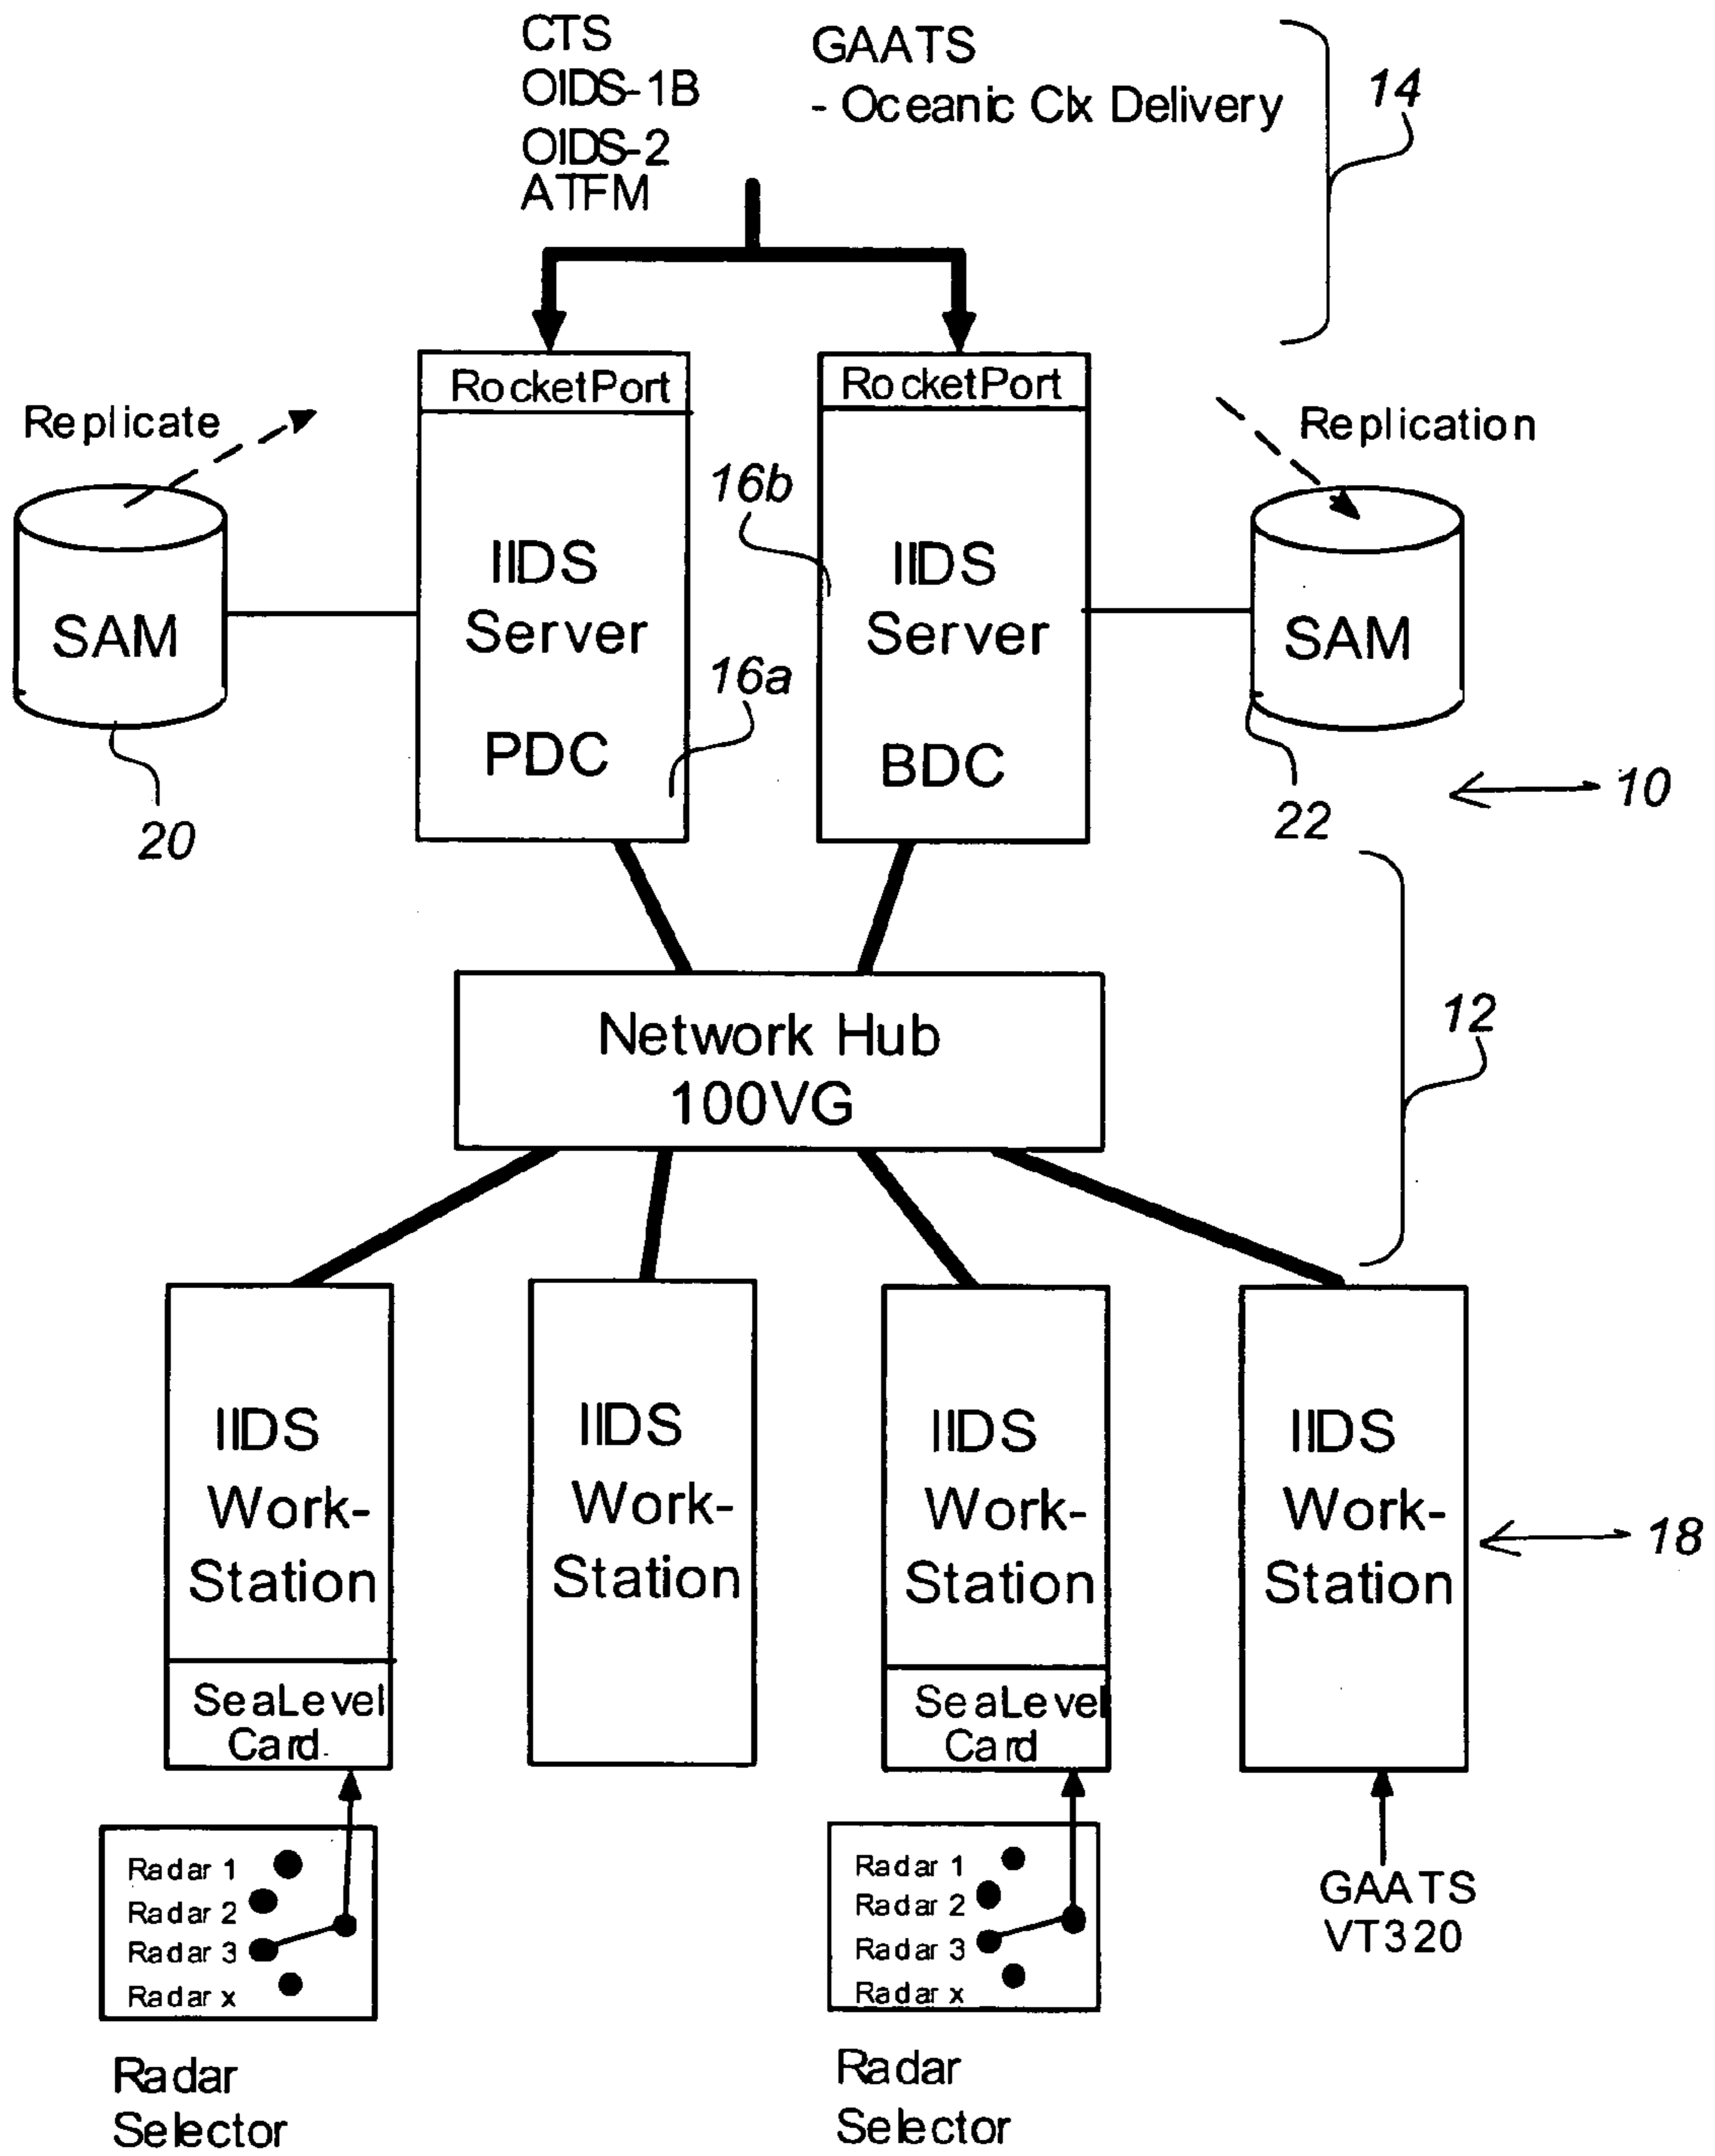 CTS
OIDS-1B
OIDS-2
ATFM
GAATS
- Oceanic Clx Delivery
14
RocketPort
RocketPort
Replicate
Replication
16b
IIDS
Server
PDC
IIDS
Server
BDC
SAM
SAM
16a
20
22
10
Network Hub
100VG
12
IIDS
Work-
Station
IIDS
Work-
Station
IIDS
Work-
Station
IIDS
Work-
Station
18
SeaLevel
Card
SeaLevel
Card
Radar 1
Radar 2
Radar 3
Radar x
Radar 1
Radar 2
Radar 3
Radar x
GAATS
VT320
Radar
Selector
Radar
Selector